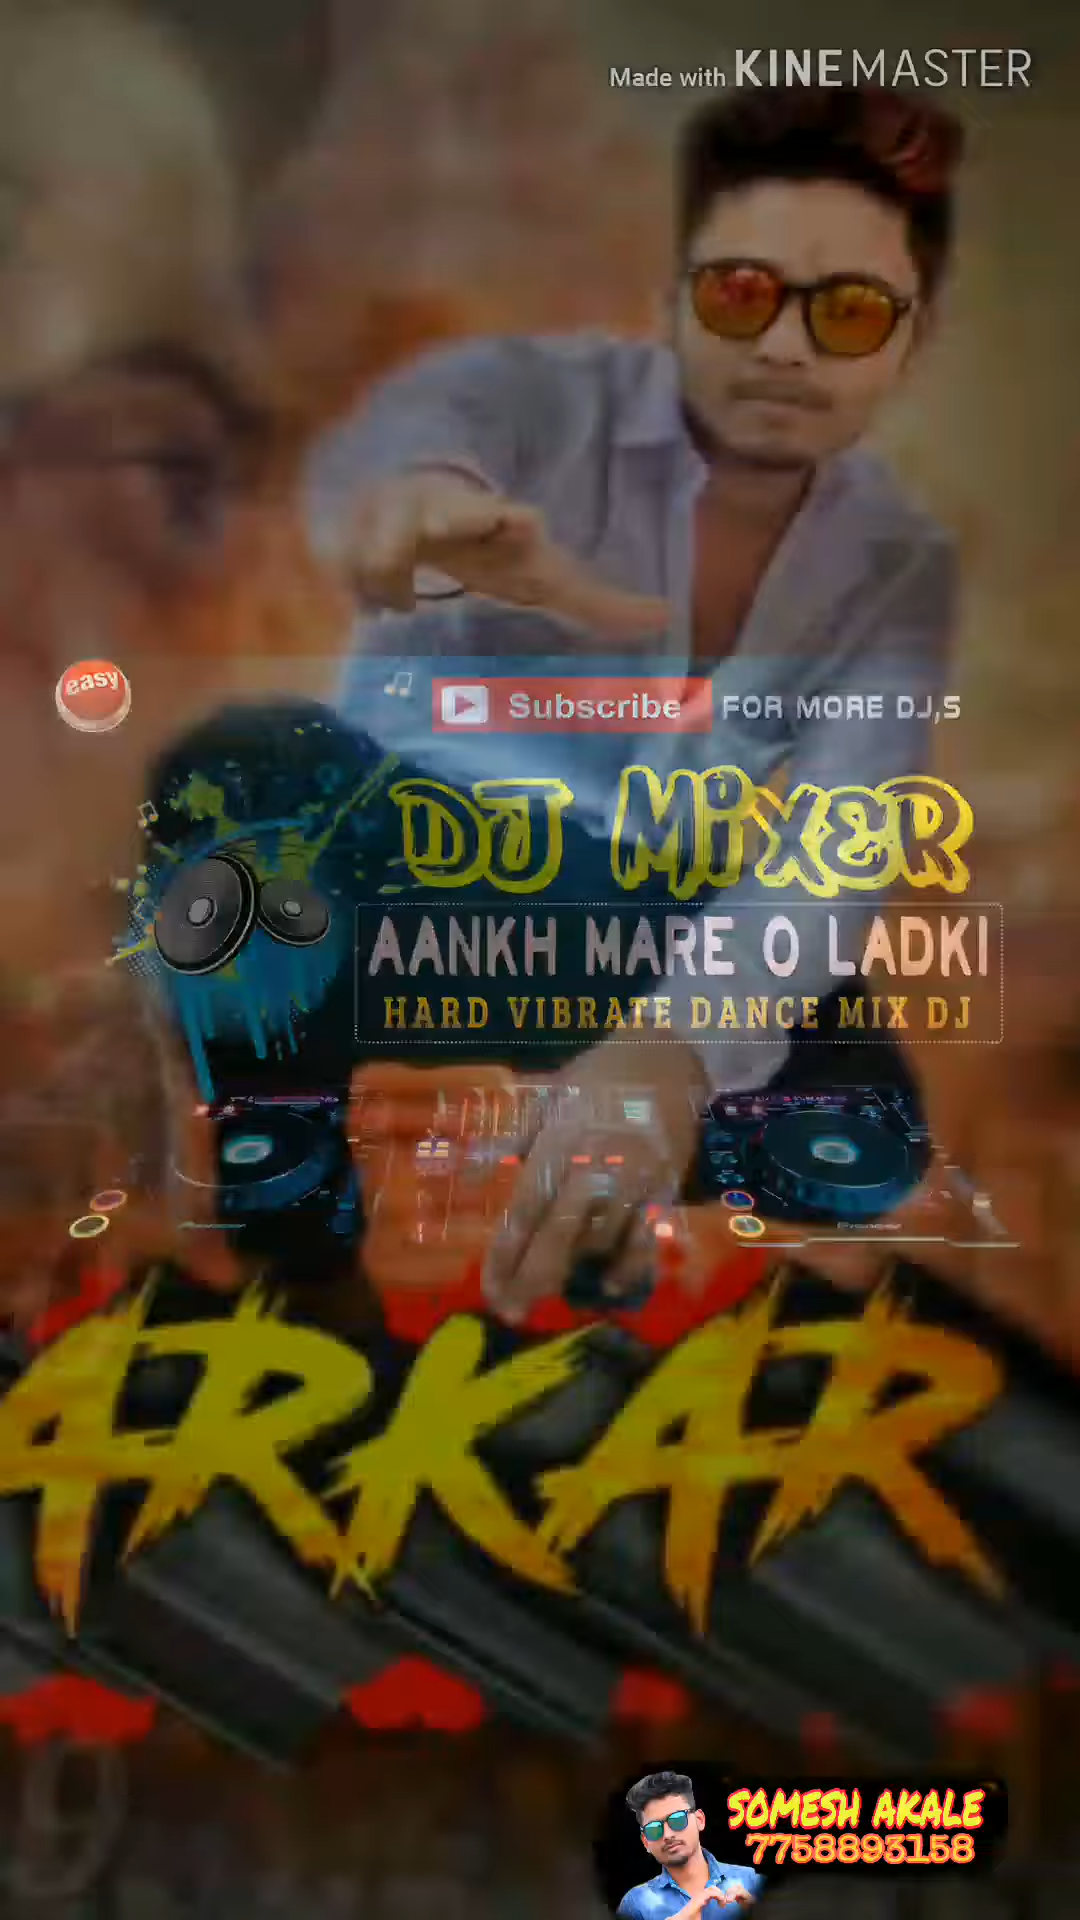 Made with KINEMASTER
easy
Subscribe FOR MORE DJ,S
DJ MiXER
AANKH MARE O LADKI
HARD VIBRATE DANCE MIX DJ
ARKAR
SOMESH AKALE
7758893158